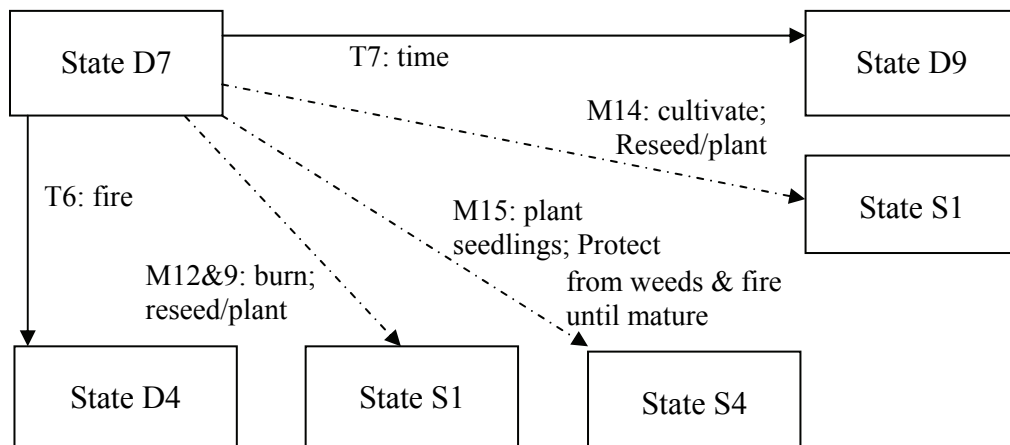 State D7
T7: time
State D9
M14: cultivate;
Reseed/plant
State S1
T6: fire
M15: plant
seedlings; Protect
from weeds & fire
until mature
M12&9: burn;
reseed/plant
State D4
State S1
State S4